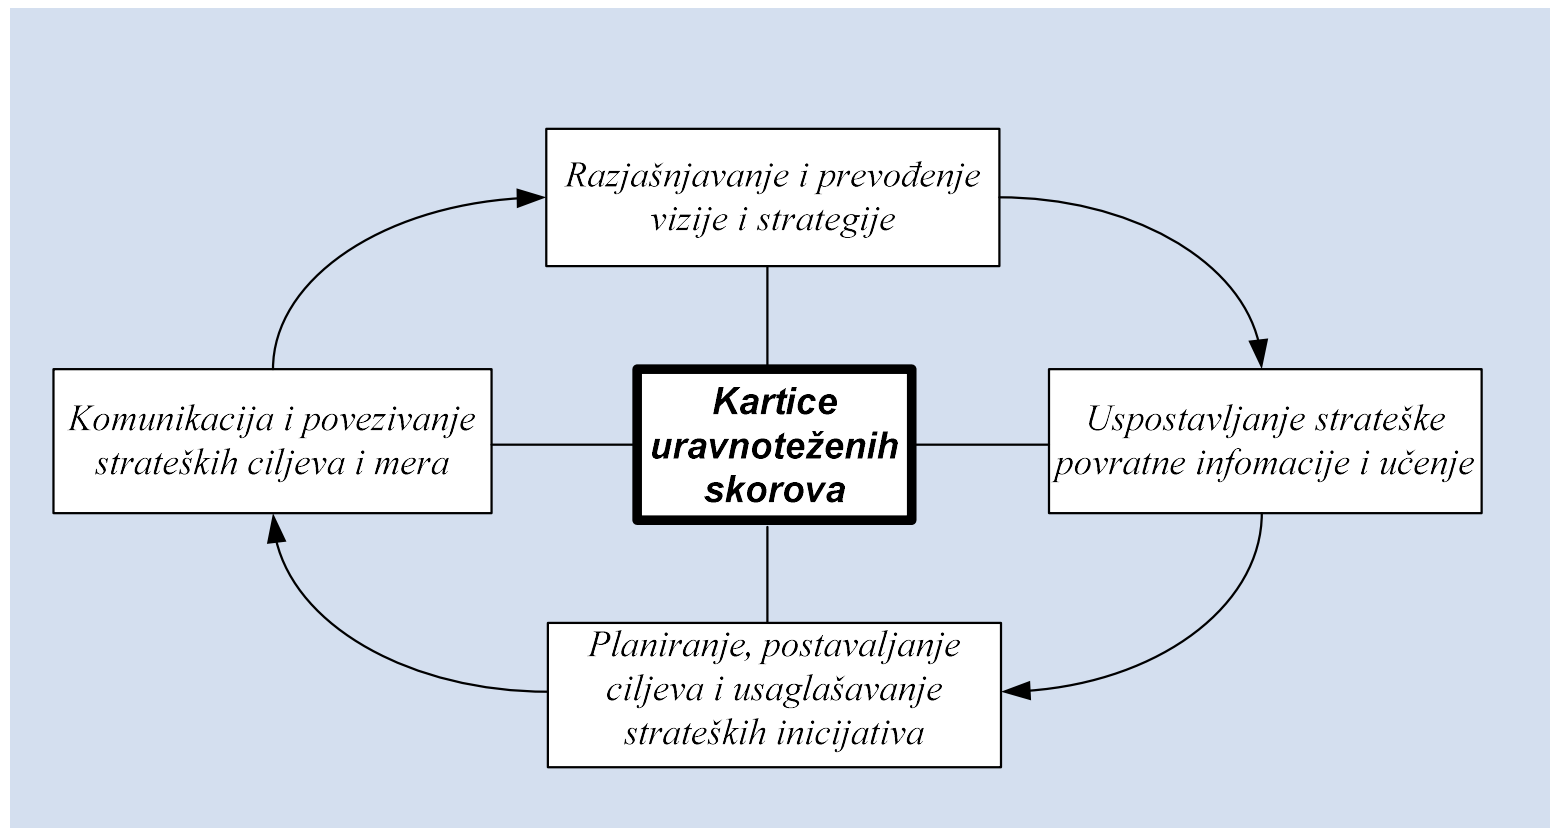 Razjašnjavanje i prevođenje
vizije i strategije
Komunikacija i povezivanje
strateških ciljeva i mera
Kartice
uravnoteženih
skorova
Uspostavljanje strateške
povratne infomacije i učenje
Planiranje, postavaljanje
ciljeva i usaglašavanje
strateških inicijativa